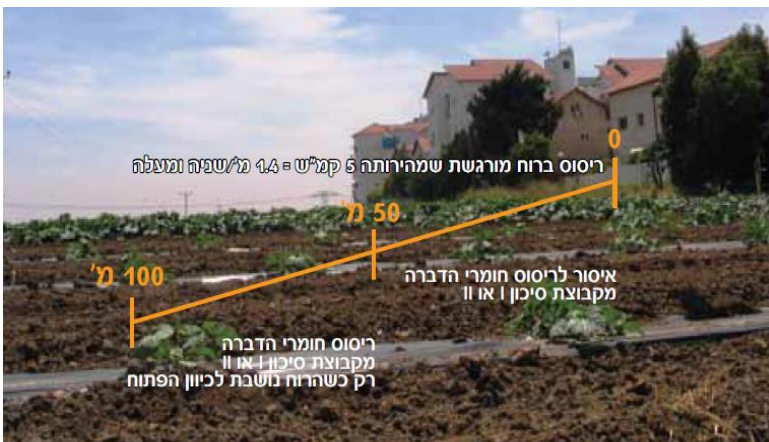 0
ריסוס ברוח מורגשת שמהירותה 5 קמ"ש = 1.4 מ'/שניה ומעלה
50 מ'
100 מ'
איסור לריסוס חומרי הדברה
מקבוצת סיכון I או II
ריסוס חומרי הדברה
מקבוצת סיכון I או II
רק כשהרוח נושבת לכיוון הפתוח